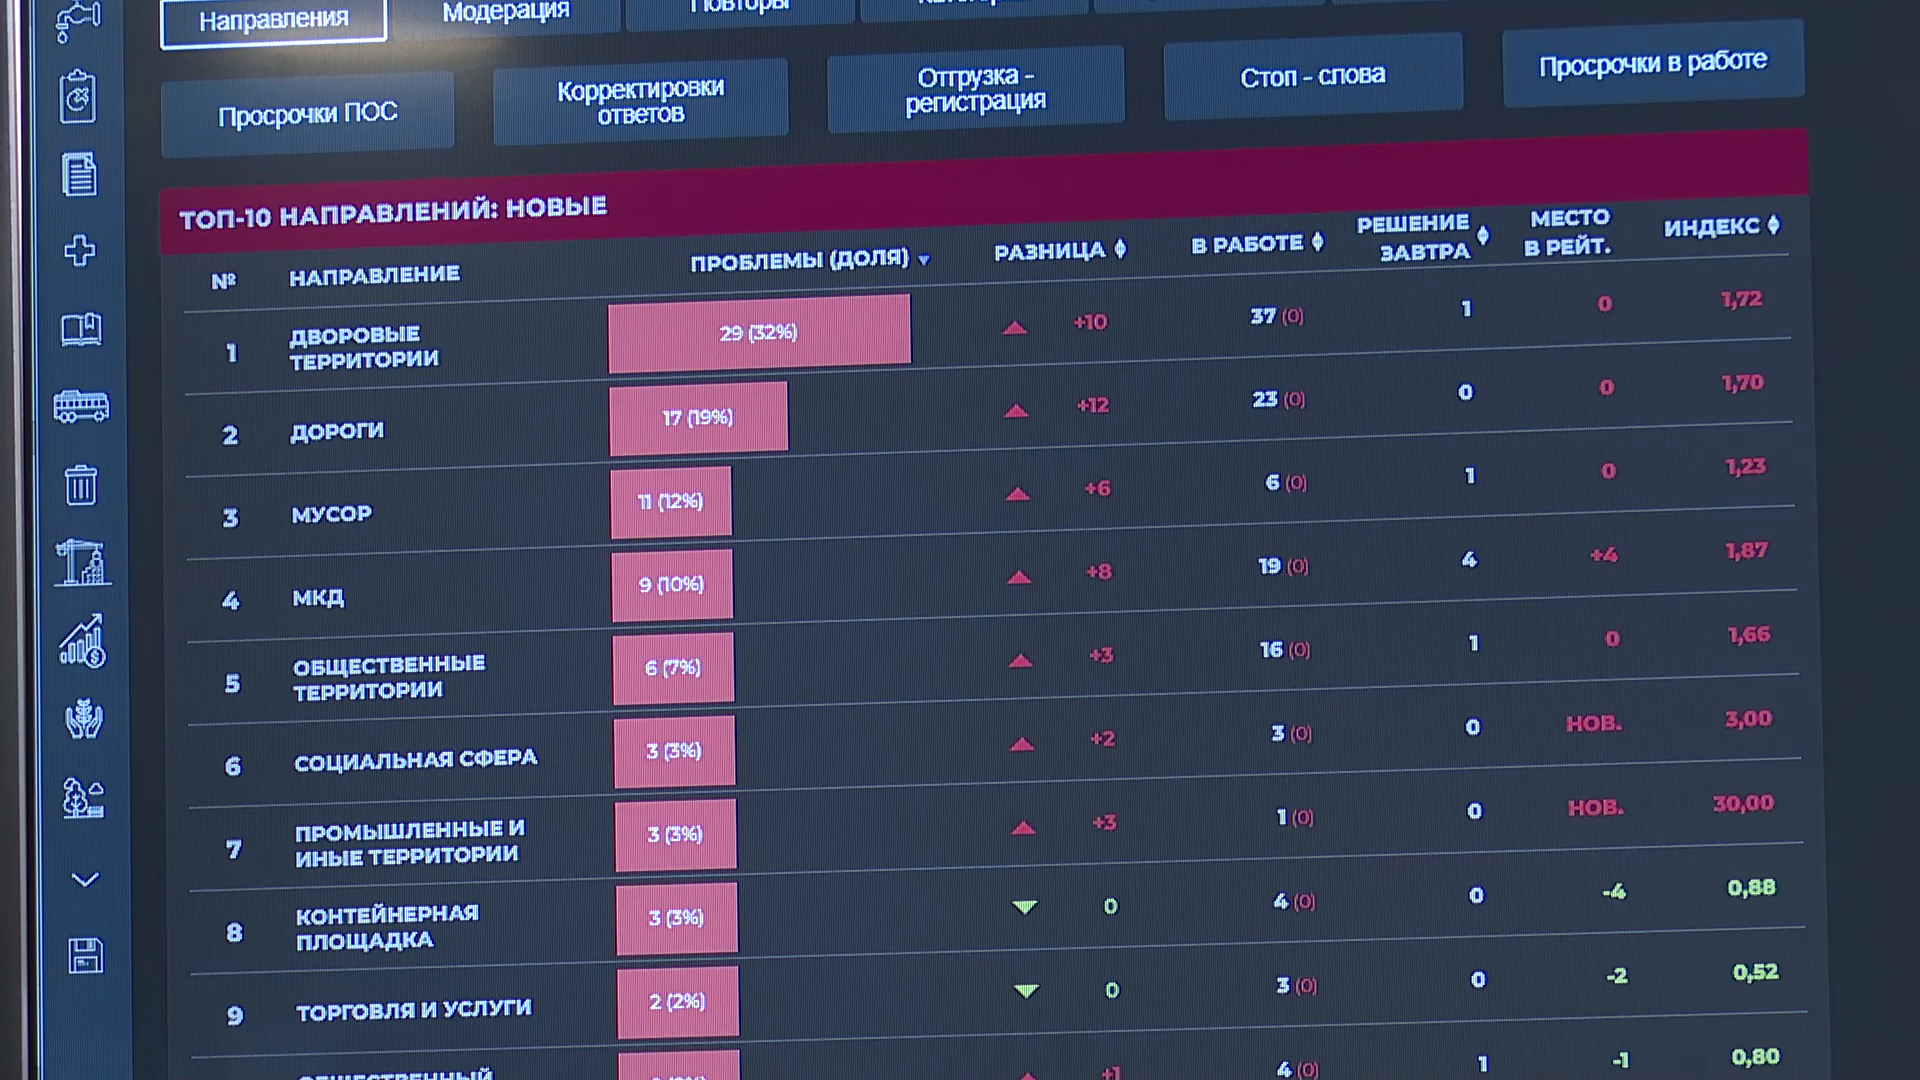 Направления
Модерация
Повторы
Просрочки ПОС
Корректировки
ответов
Отгрузка -
регистрация
Стоп - слова
Просрочки в работе
ТОП-10 НАПРАВЛЕНИЙ: НОВЫЕ
№ НАПРАВЛЕНИЕ ПРОБЛЕМЫ (ДОЛЯ) РАЗНИЦА В РАБОТЕ РЕШЕНИЕ ЗАВТРА МЕСТО В РЕЙТ. ИНДЕКС
1 ДВОРОВЫЕ
ТЕРРИТОРИИ 29 (32%) +10 37 (0) 1 0 1,72
2 ДОРОГИ 17 (19%) +12 23 (0) 0 0 1,70
3 МУСОР 11 (12%) +6 6 (0) 1 0 1,23
4 МКД 9 (10%) +8 19 (0) 4 +4 1,87
5 ОБЩЕСТВЕННЫЕ
ТЕРРИТОРИИ 6 (7%) +3 16 (0) 1 0 1,66
6 СОЦИАЛЬНАЯ СФЕРА 3 (3%) +2 3 (0) 0 НОВ. 3,00
7 ПРОМЫШЛЕННЫЕ И
ИНЫЕ ТЕРРИТОРИИ 3 (3%) +3 1 (0) 0 НОВ. 30,00
8 КОНТЕЙНЕРНАЯ
ПЛОЩАДКА 3 (3%) 0 4 (0) 0 -4 0,88
9 ТОРГОВЛЯ И УСЛУГИ 2 (2%) 0 3 (0) 0 -2 0,52
ОБЩЕСТВЕННЫЙ +1 4 (0) 1 -1 0,80